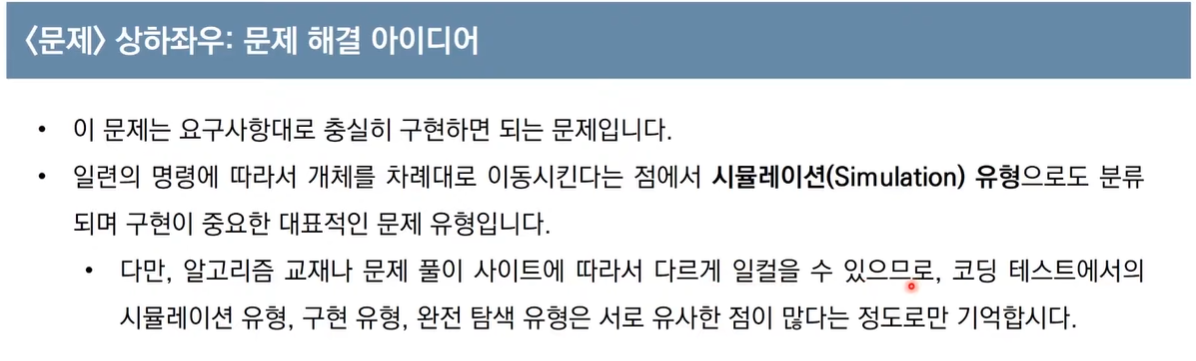 <문제> 상하좌우: 문제 해결 아이디어
• 이 문제는 요구사항대로 충실히 구현하면 되는 문제입니다.
• 일련의 명령에 따라서 개체를 차례대로 이동시킨다는 점에서 시뮬레이션(Simulation) 유형으로도 분류
되며 구현이 중요한 대표적인 문제 유형입니다.
• 다만, 알고리즘 교재나 문제 풀이 사이트에 따라서 다르게 일컬을 수 있으므로, 코딩 테스트에서의
시뮬레이션 유형, 구현 유형, 완전 탐색 유형은 서로 유사한 점이 많다는 정도로만 기억합시다.